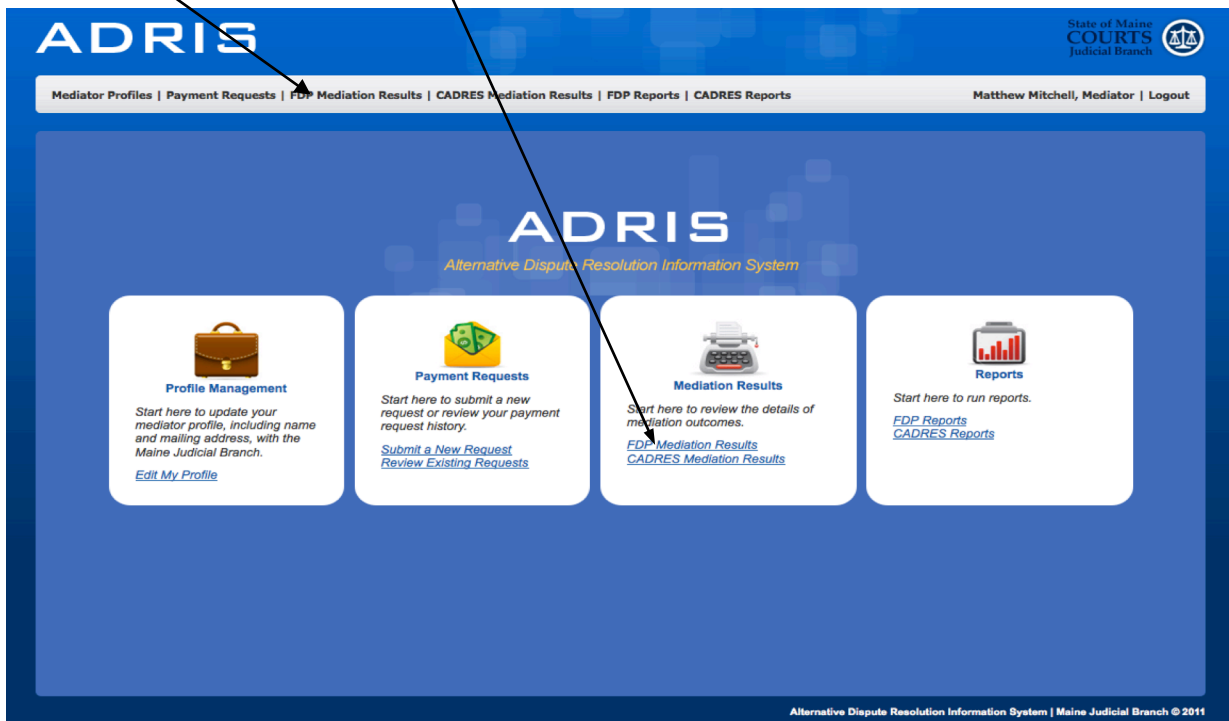 ADRIS
State of Maine
COURTS
Judicial Branch
Mediator Profiles | Payment Requests | FDP Mediation Results | CADRES Mediation Results | FDP Reports | CADRES Reports
Matthew Mitchell, Mediator | Logout
ADRIS
Alternative Dispute Resolution Information System
Profile Management
Start here to update your
mediator profile, including name
and mailing address, with the
Maine Judicial Branch.
Edit My Profile
Payment Requests
Start here to submit a new
request or review your payment
request history.
Submit a New Request
Review Existing Requests
Mediation Results
Start here to review the details of
mediation outcomes.
FDP Mediation Results
CADRES Mediation Results
Reports
Start here to run reports.
FDP Reports
CADRES Reports
Alternative Dispute Resolution Information System | Maine Judicial Branch © 2011